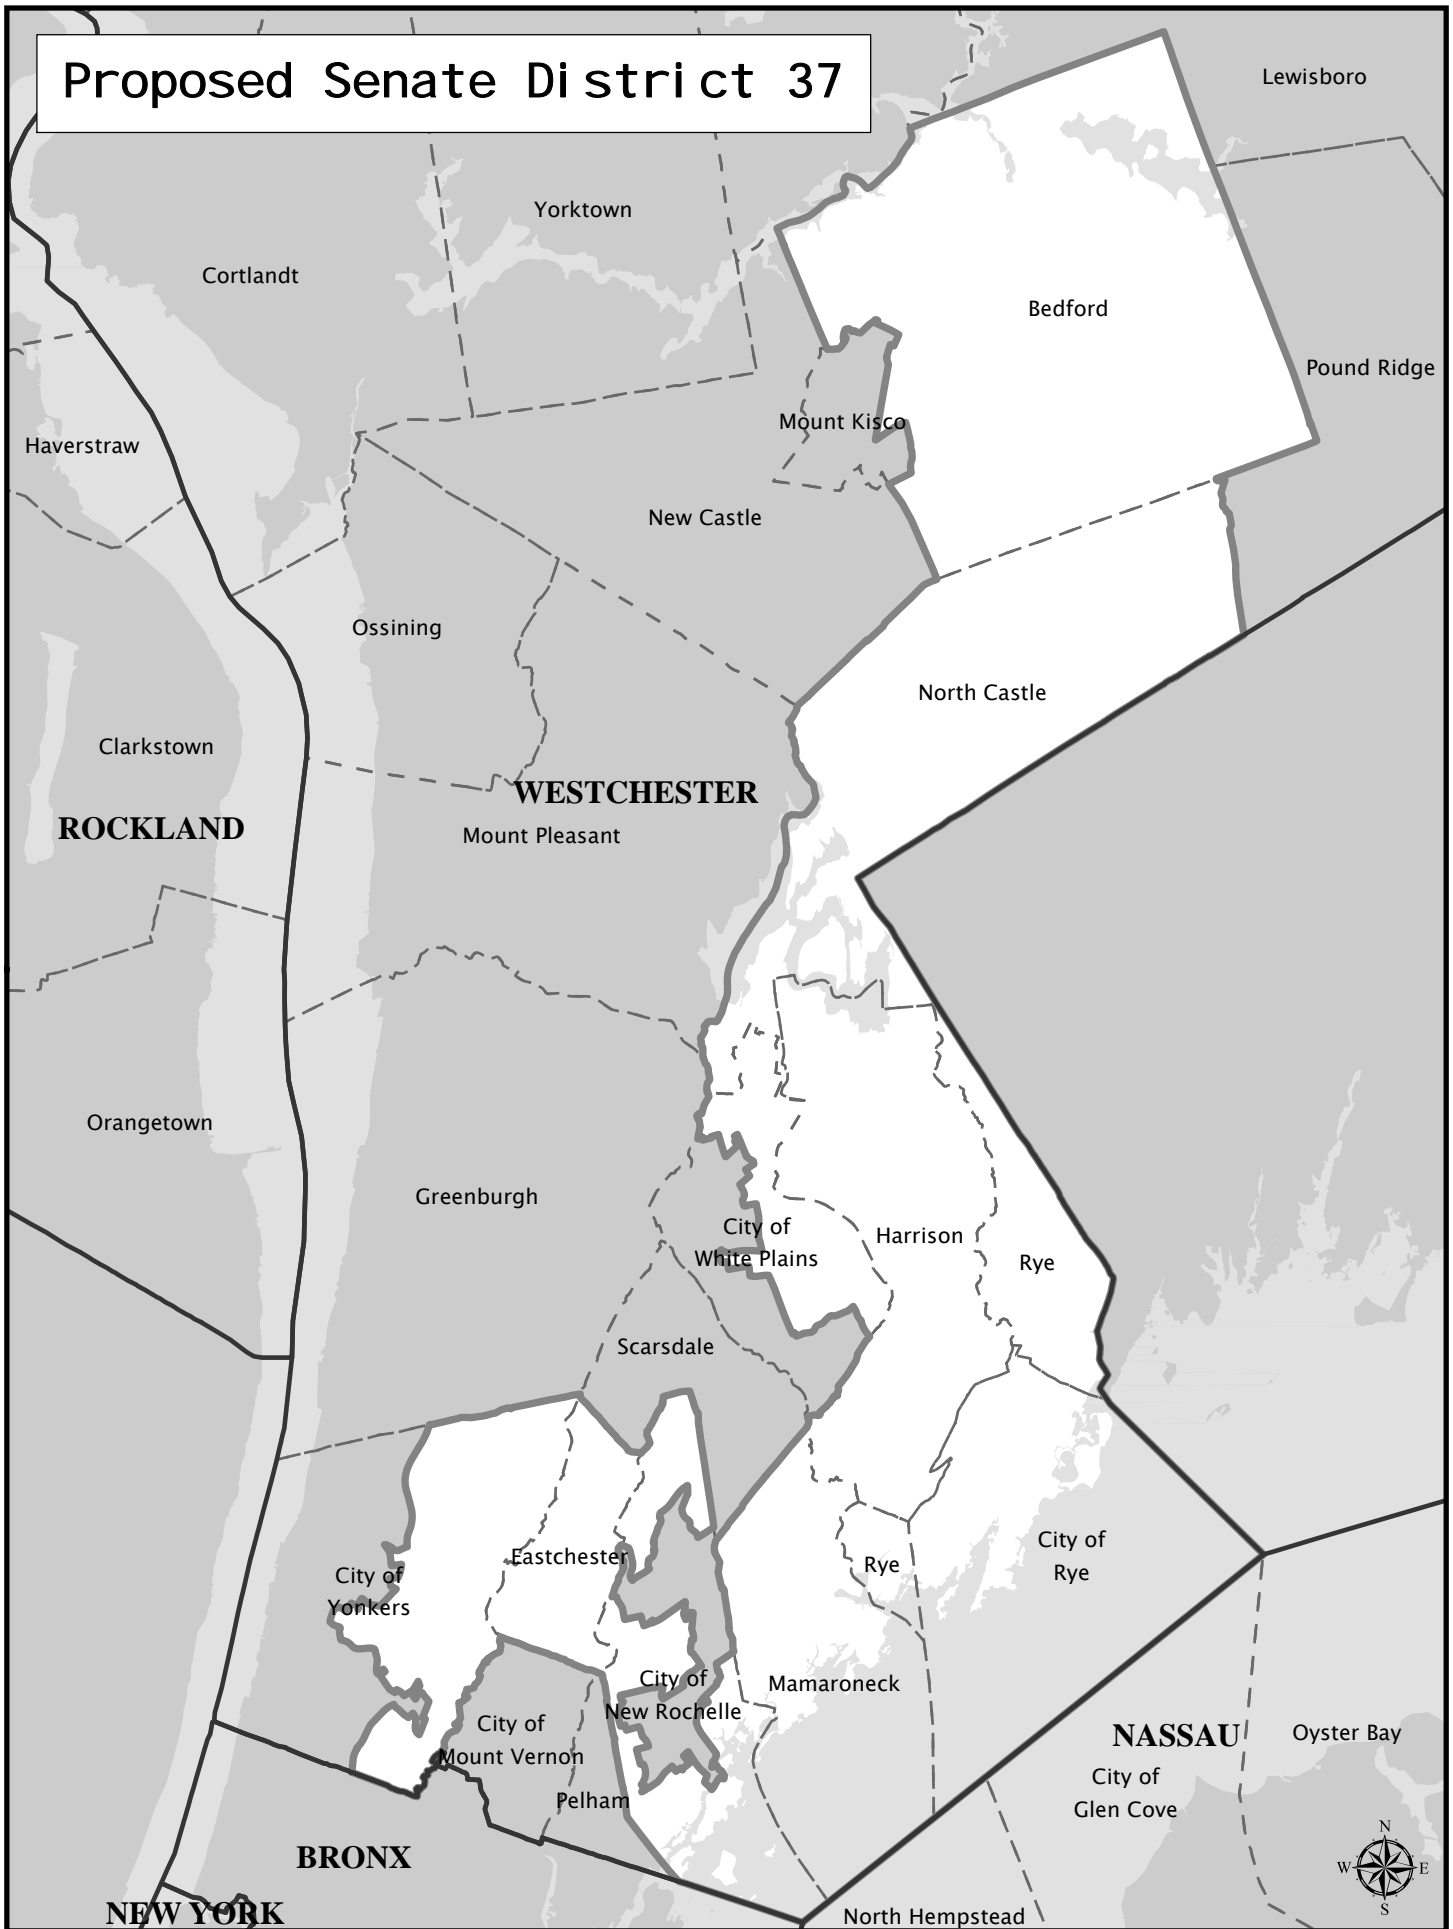 Proposed Senate District 37
Lewisboro
Yorktown
Cortlandt
Bedford
Pound Ridge
Mount Kisco
Haverstraw
New Castle
Ossining
North Castle
Clarkstown
WESTCHESTER
ROCKLAND
Mount Pleasant
Orangetown
Greenburgh
City of
White Plains
Harrison
Rye
Scarsdale
City of
Rye
Eastchester
Rye
City of
Yonkers
City of
New Rochelle
Mamaroneck
City of
Mount Vernon
NASSAU
Oyster Bay
City of
Glen Cove
Pelham
BRONX
N
W
E
S
NEW YORK
North Hempstead